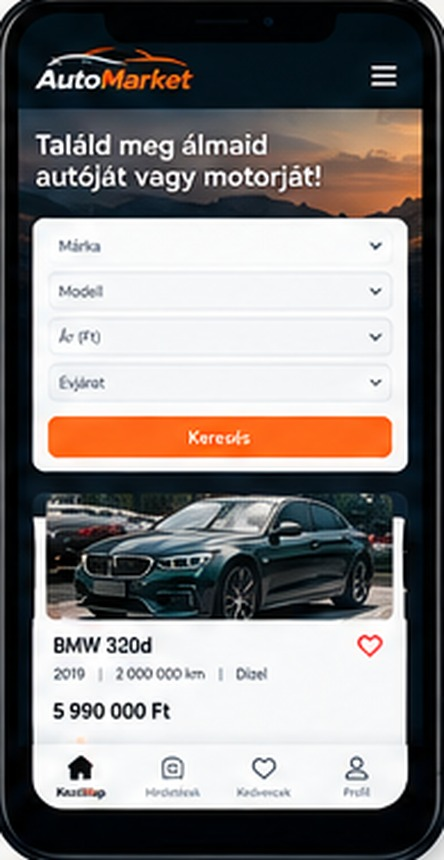 AutoMarket
Találd meg álmaid
autóját vagy motorját!
Márka
Modell
Ár (Ft)
Évjárat
Keresés
BMW 320d
2019 | 2 000 000 km | Dízel
5 990 000 Ft
Profil